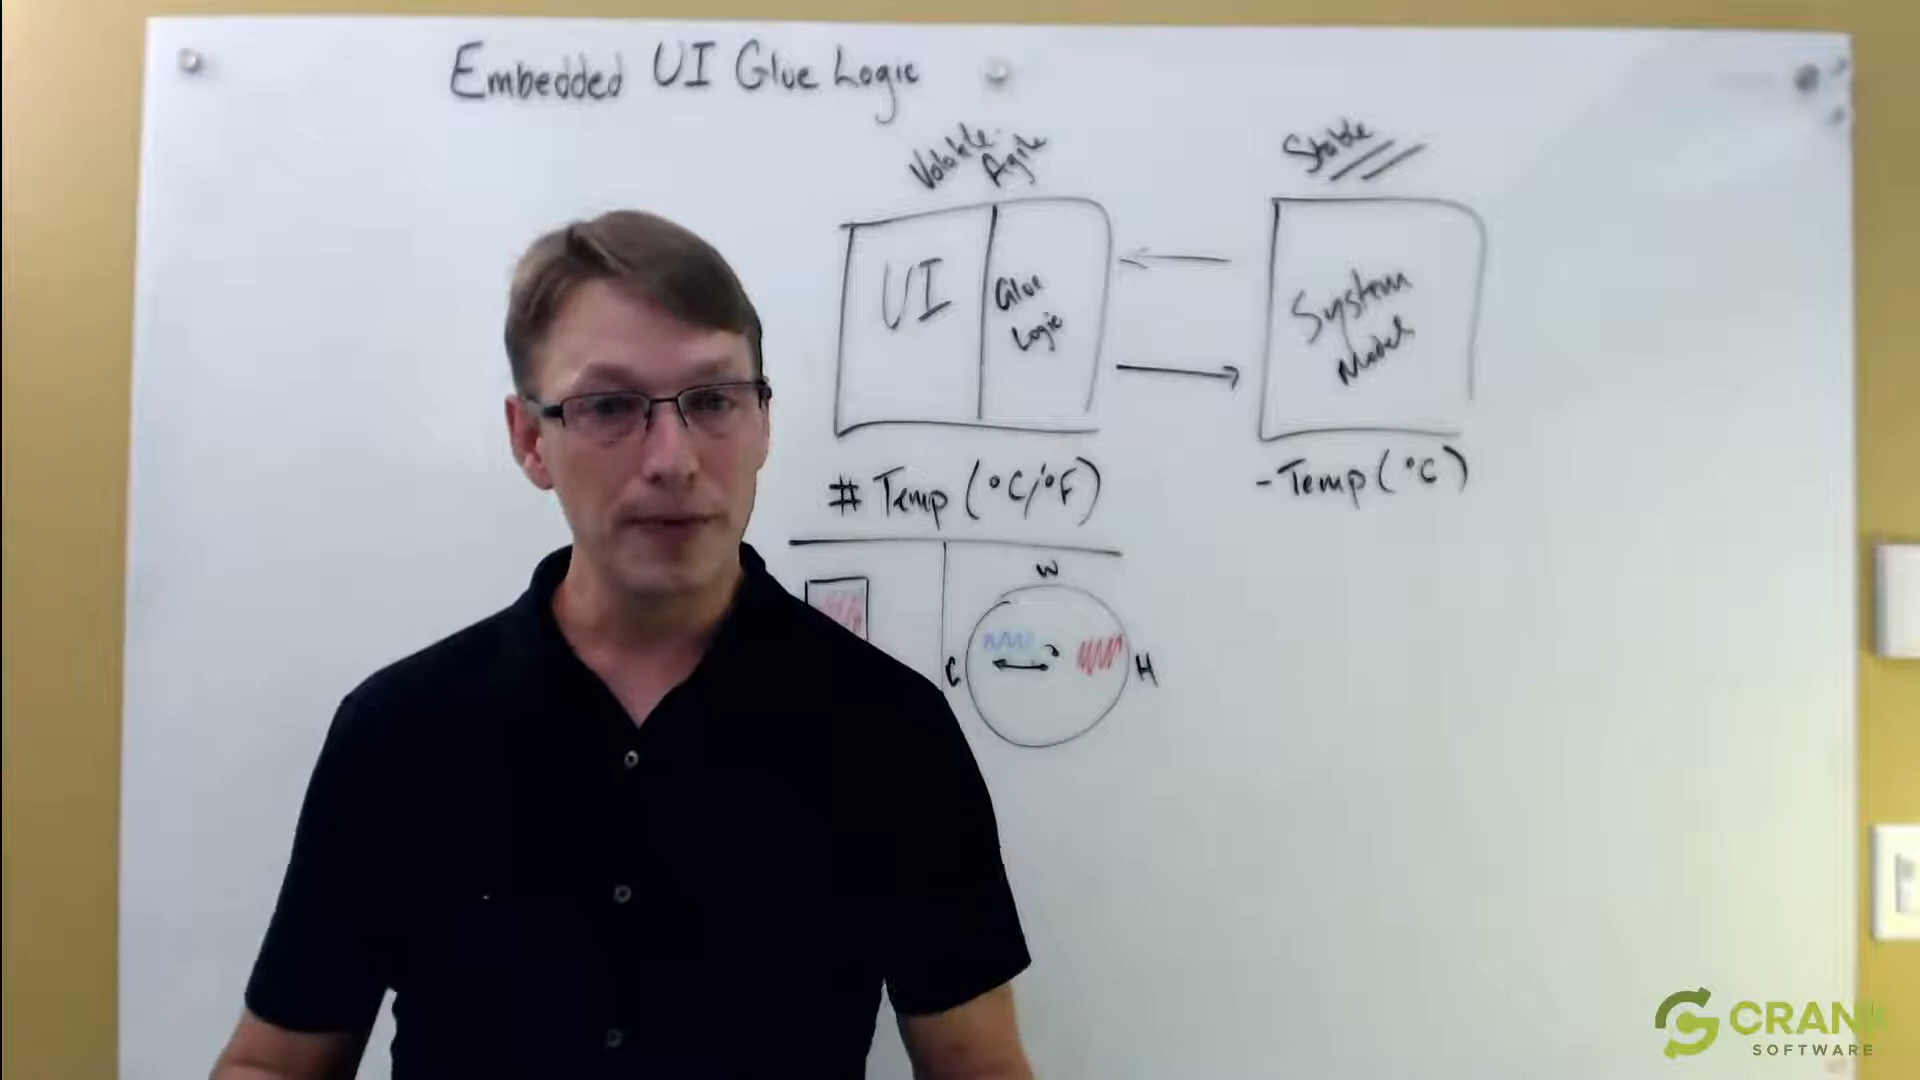 Embedded UI Glue Logic
Volatile
Agile
Stable
UI
Glue
Logic
System
Model
# Temp (°C/°F)
-Temp (°C)
W
C
H
CRANK
SOFTWARE